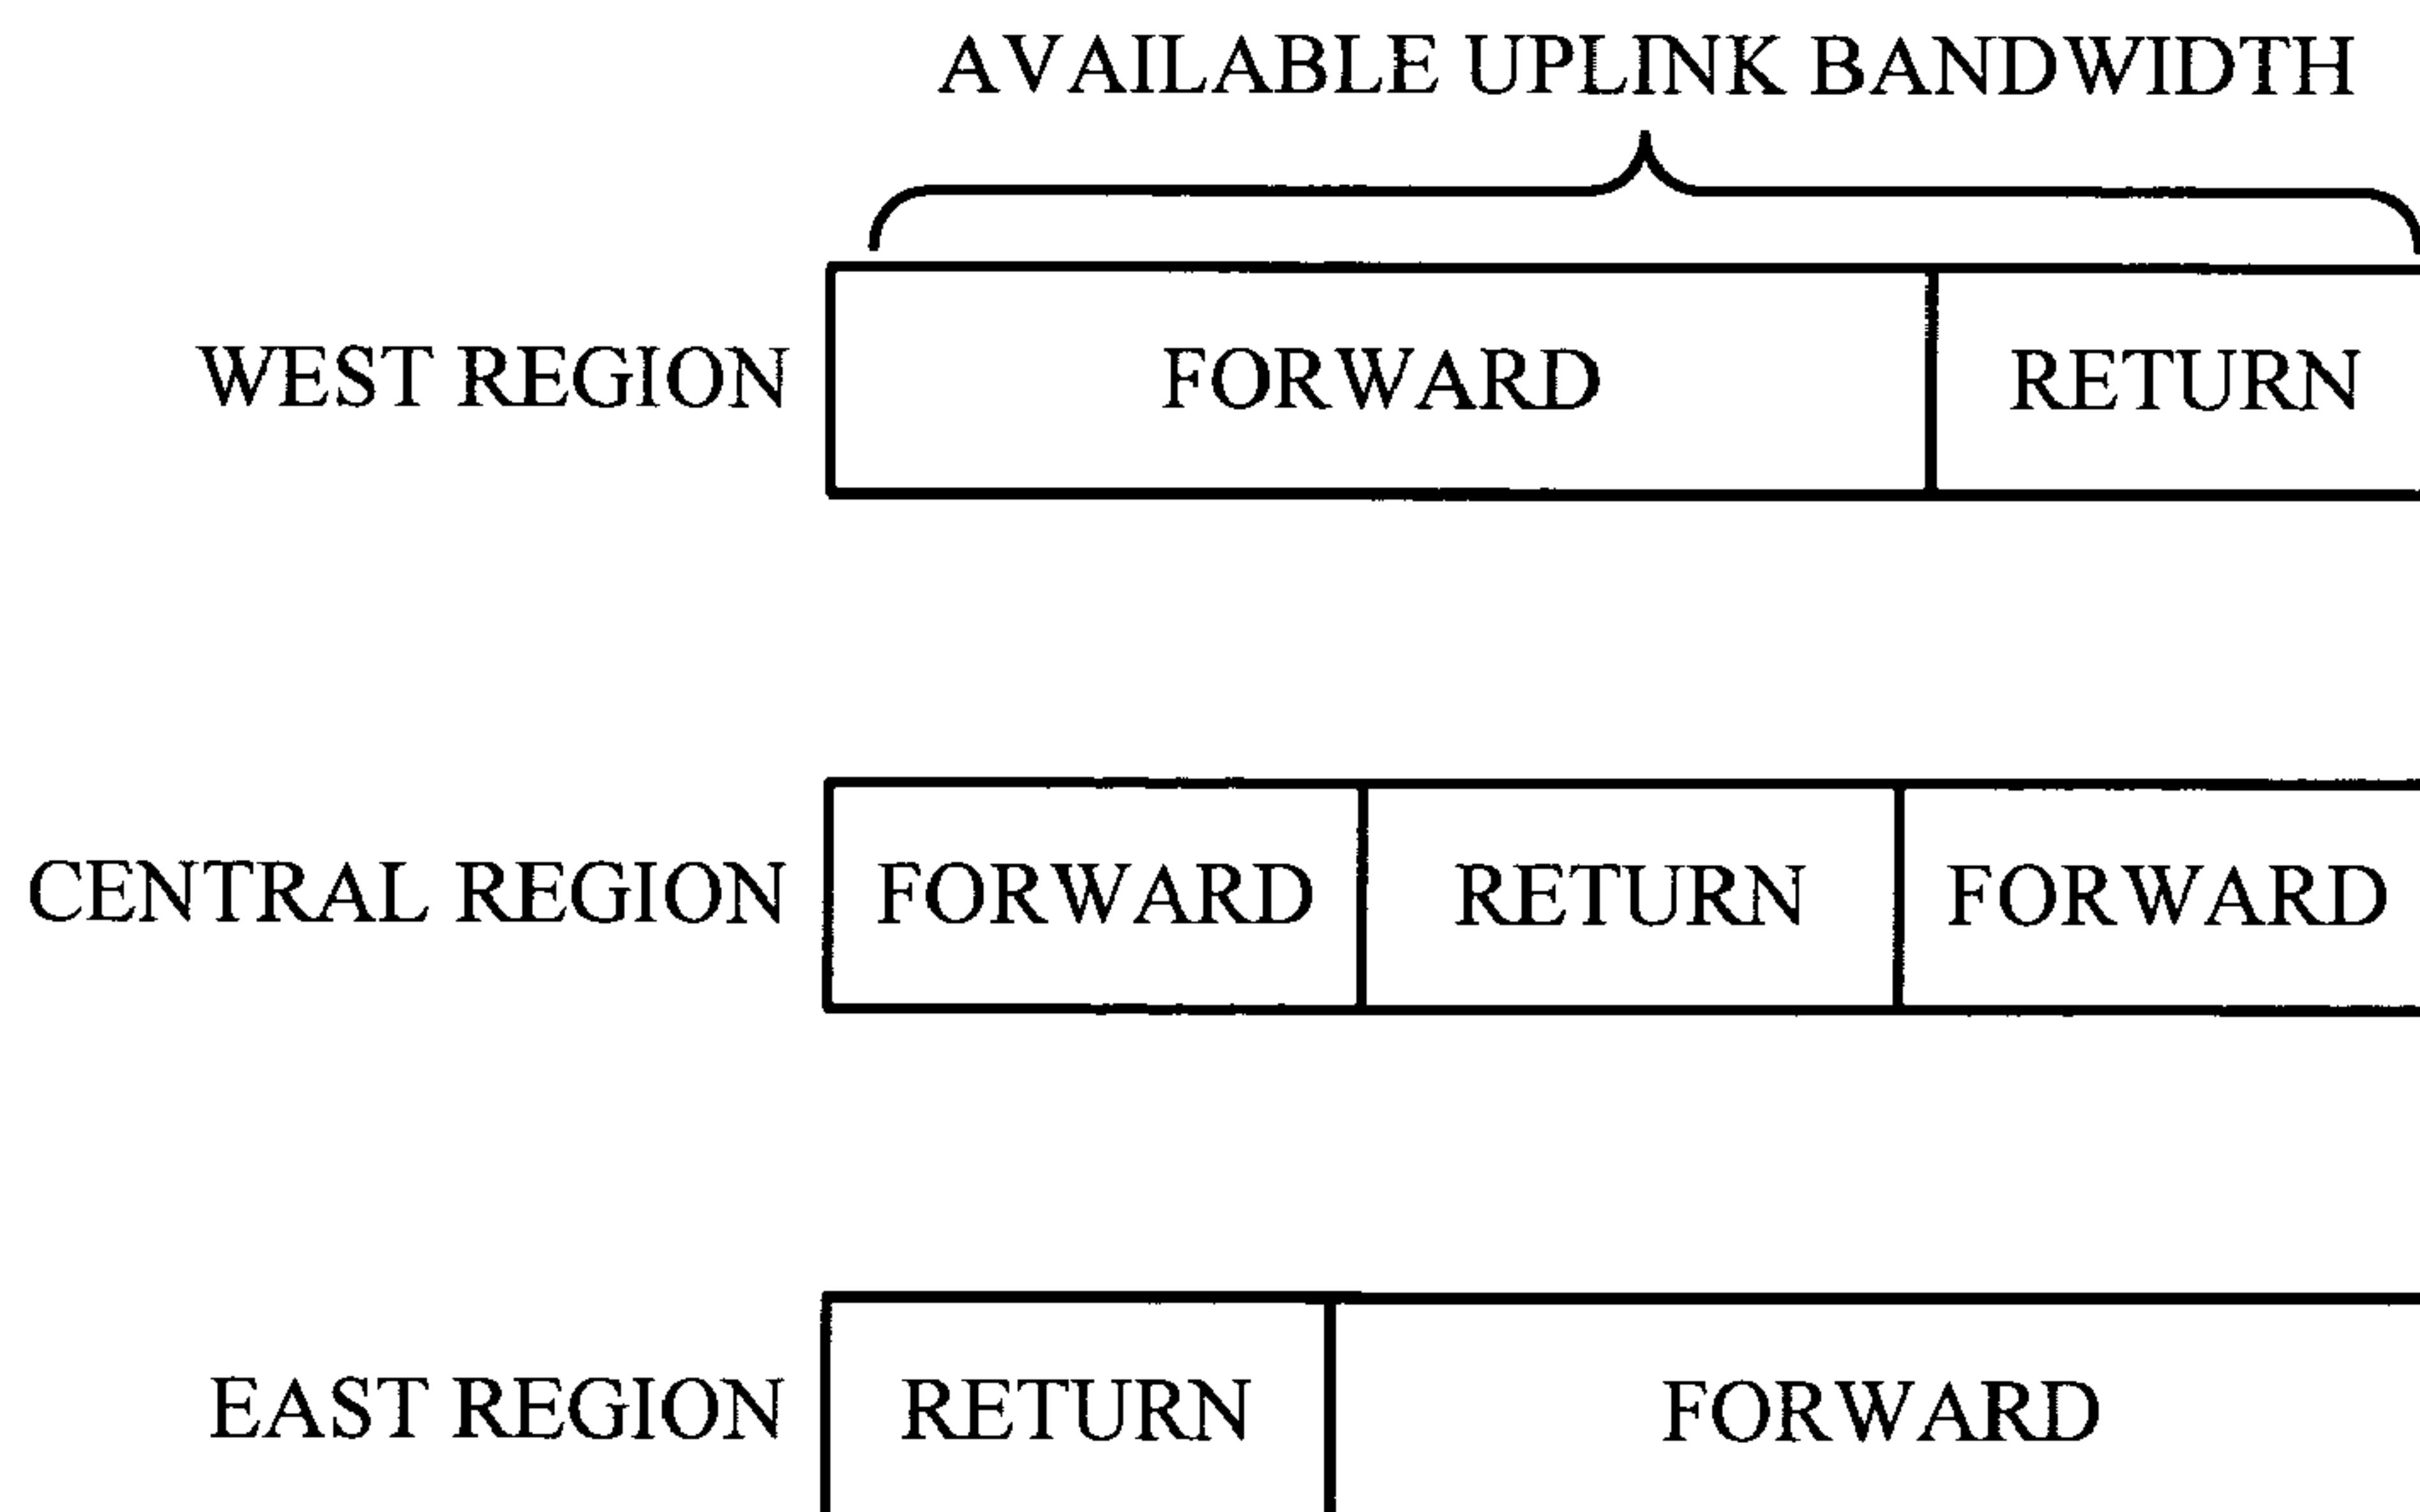 AVAILABLE UPLINK BANDWIDTH
WEST REGION FORWARD RETURN
CENTRAL REGION FORWARD RETURN FORWARD
EAST REGION RETURN FORWARD